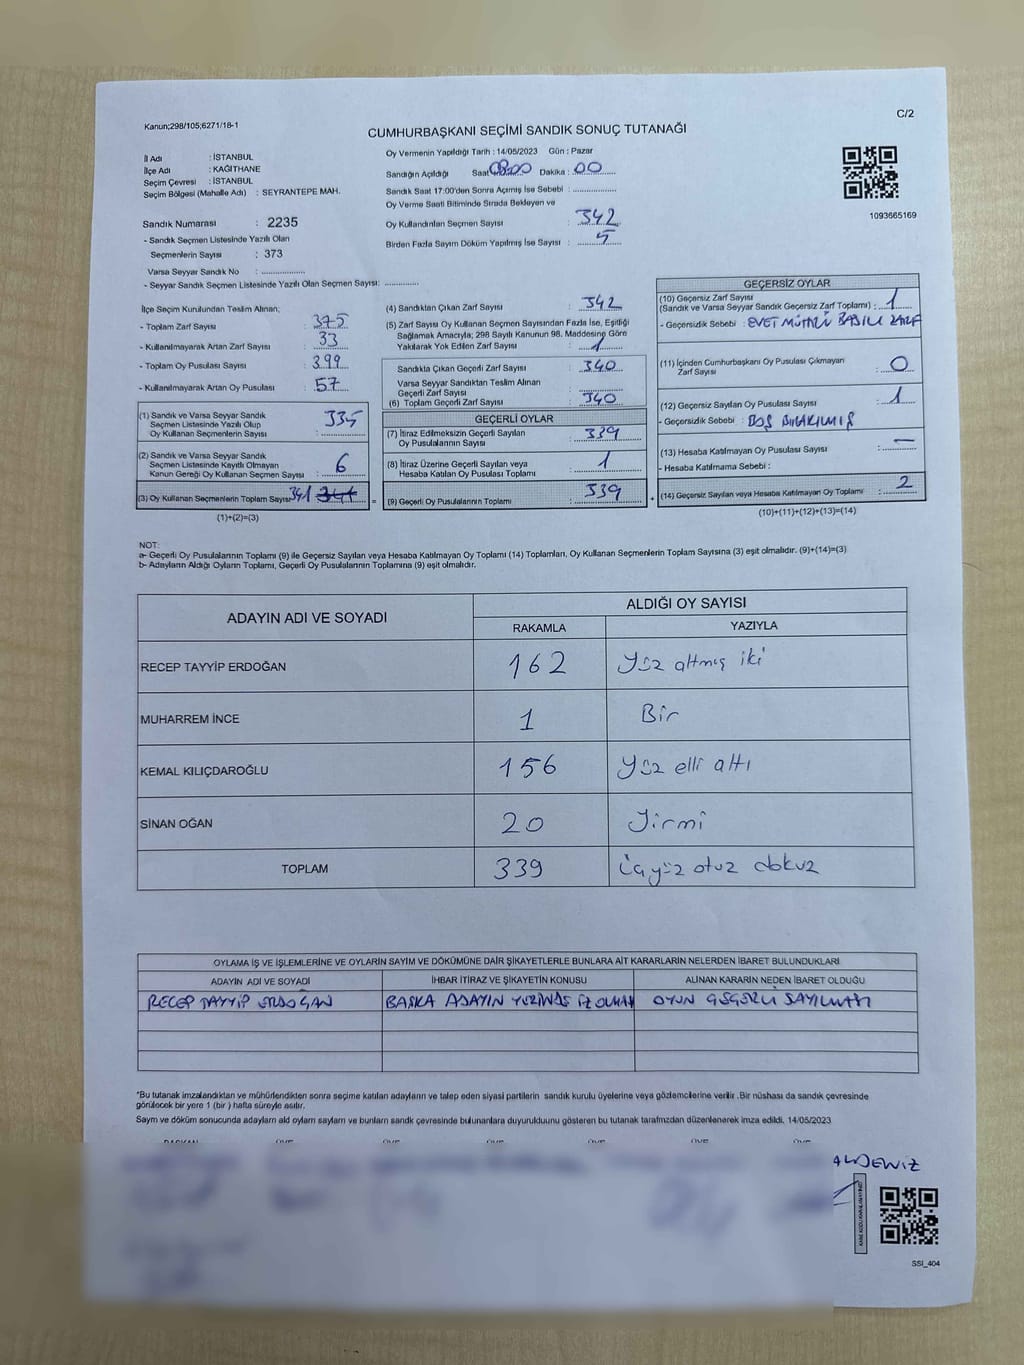 Kanun;298/105;6271/18-1
C/2
CUMHURBAŞKANI SEÇİMİ SANDIK SONUÇ TUTANAĞI
İl Adı : İSTANBUL
İlçe Adı : KAĞITHANE
Seçim Çevresi : İSTANBUL
Seçim Bölgesi (Mahalle Adı) : SEYRANTEPE MAH.
Sandık Numarası : 2235
- Sandık Seçmen Listesinde Yazılı Olan
Seçmenlerin Sayısı : 373
Varsa Seyyar Sandık No : ................
- Seyyar Sandık Seçmen Listesinde Yazılı Olan Seçmen Sayısı: ................
Oy Vermenin Yapıldığı Tarih : 14/05/2023 Gün : Pazar
Sandığın Açıldığı Saat 08:00 Dakika : 00
Sandık Saat 17:00'den Sonra Açılmış İse Sebebi : ................
Oy Verme Saati Bitiminde Sırada Bekleyen ve
Oy Kullandırılan Seçmen Sayısı : 342
Birden Fazla Sayım Döküm Yapılmış İse Sayısı : 5
1093665169
İlçe Seçim Kurulundan Teslim Alınan;
- Toplam Zarf Sayısı : 375
- Kullanılmayarak Artan Zarf Sayısı : 33
- Toplam Oy Pusulası Sayısı : 399
- Kullanılmayarak Artan Oy Pusulası : 57
(1) Sandık ve Varsa Seyyar Sandık
Seçmen Listesinde Yazılı Olup
Oy Kullanan Seçmenlerin Sayısı : 335
(2) Sandık ve Varsa Seyyar Sandık
Seçmen Listesinde Kayıtlı Olmayan
Kanun Gereği Oy Kullanan Seçmen Sayısı : 6
(3) Oy Kullanan Seçmenlerin Toplam Sayısı 341 =
(1)+(2)=(3)
(4) Sandıktan Çıkan Zarf Sayısı : 342
(5) Zarf Sayısı Oy Kullanan Seçmen Sayısından Fazla İse, Eşitliği
Sağlamak Amacıyla; 298 Sayılı Kanunun 98. Maddesine Göre
Yakılarak Yok Edilen Zarf Sayısı : 1
Sandıkta Çıkan Geçerli Zarf Sayısı : 340
Varsa Seyyar Sandıktan Teslim Alınan
Geçerli Zarf Sayısı : ............
(6) Toplam Geçerli Zarf Sayısı : 340
GEÇERLİ OYLAR
(7) İtiraz Edilmeksizin Geçerli Sayılan
Oy Pusulalarının Sayısı : 339
(8) İtiraz Üzerine Geçerli Sayılan veya
Hesaba Katılan Oy Pusulası Toplamı : 1
(9) Geçerli Oy Pusulalarının Toplamı : 339 +
GEÇERSİZ OYLAR
(10) Geçersiz Zarf Sayısı
(Sandık ve Varsa Seyyar Sandık Geçersiz Zarf Toplamı) : 1
- Geçersizlik Sebebi : EVET MÜHRÜ BASILI ZARF
(11) İçinden Cumhurbaşkanı Oy Pusulası Çıkmayan
Zarf Sayısı : 0
(12) Geçersiz Sayılan Oy Pusulası Sayısı : 1
- Geçersizlik Sebebi : BOŞ BIRAKILMIŞ
(13) Hesaba Katılmayan Oy Pusulası Sayısı : —
- Hesaba Katılmama Sebebi :
(14) Geçersiz Sayılan veya Hesaba Katılmayan Oy Toplamı : 2
(10)+(11)+(12)+(13)=(14)
NOT:
a- Geçerli Oy Pusulalarının Toplamı (9) ile Geçersiz Sayılan veya Hesaba Katılmayan Oy Toplamı (14) Toplamları, Oy Kullanan Seçmenlerin Toplam Sayısına (3) eşit olmalıdır. (9)+(14)=(3)
b- Adayların Aldığı Oyların Toplamı, Geçerli Oy Pusulalarının Toplamına (9) eşit olmalıdır.
ADAYIN ADI VE SOYADI
ALDIĞI OY SAYISI
RAKAMLA YAZIYLA
RECEP TAYYİP ERDOĞAN 162 Yüz altmış iki
MUHARREM İNCE 1 Bir
KEMAL KILIÇDAROĞLU 156 Yüz elli altı
SİNAN OĞAN 20 Yirmi
TOPLAM 339 üçyüz otuz dokuz
OYLAMA İŞ VE İŞLEMLERİNE VE OYLARIN SAYIM VE DÖKÜMÜNE DAİR ŞİKAYETLERLE BUNLARA AİT KARARLARIN NELERDEN İBARET BULUNDUKLARI
ADAYIN ADI VE SOYADI İHBAR İTİRAZ VE ŞİKAYETİN KONUSU ALINAN KARARIN NEDEN İBARET OLDUĞU
RECEP TAYYİP ERDOĞAN BAŞKA ADAYIN YERİNDE İZ OLMASI OYUN GEÇERLİ SAYILMASI
*Bu tutanak imzalandıktan ve mühürlendikten sonra seçime katılan adayların ve talep eden siyasi partilerin sandık kurulu üyelerine veya gözlemcilerine verilir .Bir nüshası da sandık çevresinde
görülecek bir yere 1 (bir ) hafta süreyle asılır.
Sayım ve döküm sonucunda adayların aldı oyların sayların ve bunların sandık çevresinde bulunanlara duyurulduunu gösteren bu tutanak tarafımzdan düzenlenerek imza edildi. 14/05/2023
BAŞKAN ÜYE ÜYE ÜYE ÜYE ÜYE ÜYE
SSI_404